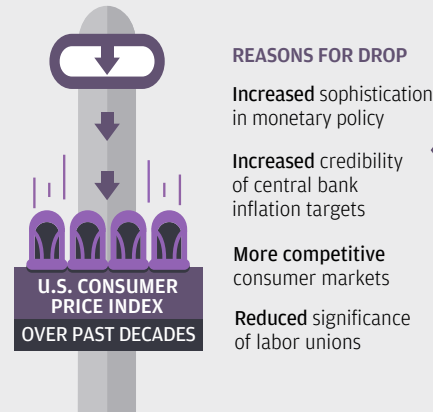 REASONS FOR DROP
Increased sophistication
in monetary policy
Increased credibility
of central bank
inflation targets
More competitive
consumer markets
Reduced significance
of labor unions
U.S. CONSUMER
PRICE INDEX
OVER PAST DECADES